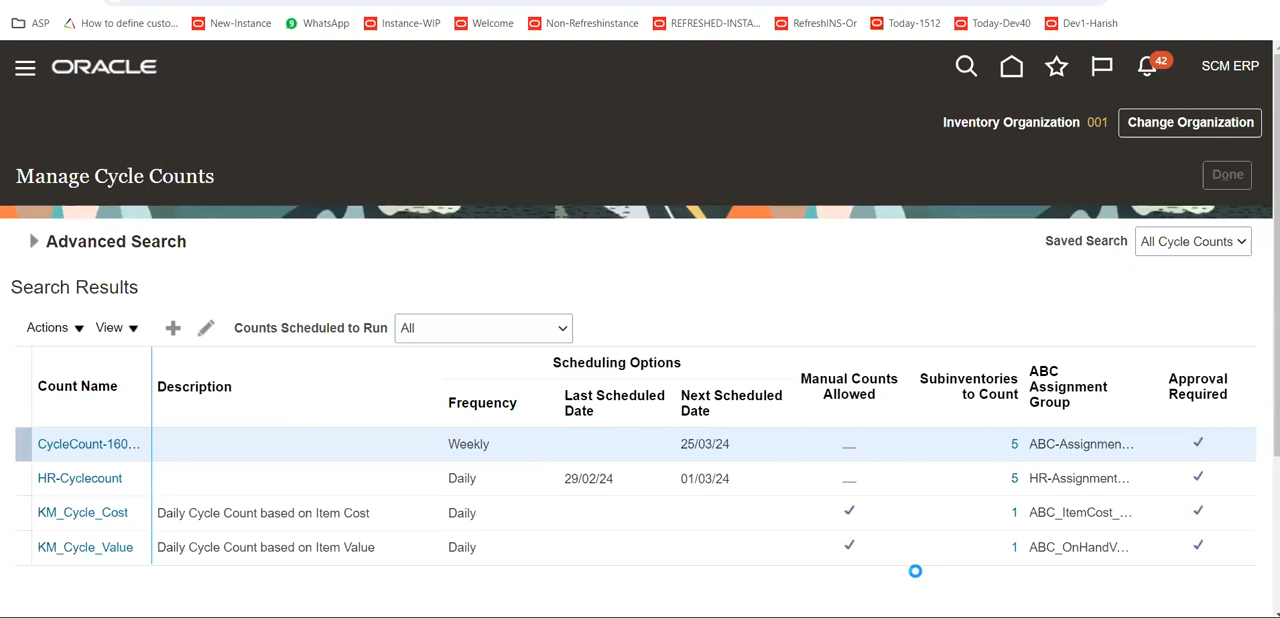 ASP How to define custo... New-Instance WhatsApp Instance-WIP Welcome Non-Refreshinstance REFRESHED-INSTA... RefreshINS-Or Today-1512 Today-Dev40 Dev1-Harish
ORACLE 42 SCM ERP
Inventory Organization 001 Change Organization
Manage Cycle Counts Done
Advanced Search Saved Search All Cycle Counts
Search Results
Actions View Counts Scheduled to Run All
Scheduling Options
Count Name Description Frequency Last Scheduled Date Next Scheduled Date Manual Counts Allowed Subinventories to Count ABC Assignment Group Approval Required
CycleCount-160... Weekly 25/03/24 5 ABC-Assignmen...
HR-Cyclecount Daily 29/02/24 01/03/24 5 HR-Assignment...
KM_Cycle_Cost Daily Cycle Count based on Item Cost Daily 1 ABC_ItemCost_...
KM_Cycle_Value Daily Cycle Count based on Item Value Daily 1 ABC_OnHandV...